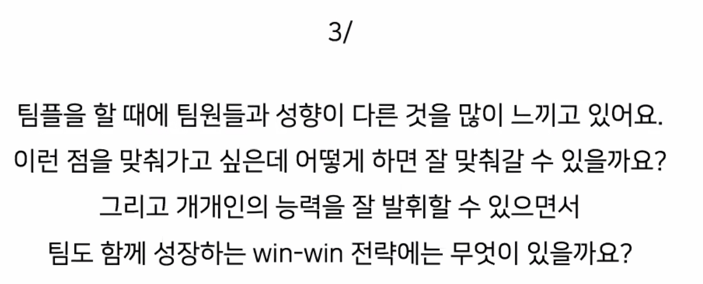 3/
팀플을 할 때에 팀원들과 성향이 다른 것을 많이 느끼고 있어요.
이런 점을 맞춰가고 싶은데 어떻게 하면 잘 맞춰갈 수 있을까요?
그리고 개개인의 능력을 잘 발휘할 수 있으면서
팀도 함께 성장하는 win-win 전략에는 무엇이 있을까요?